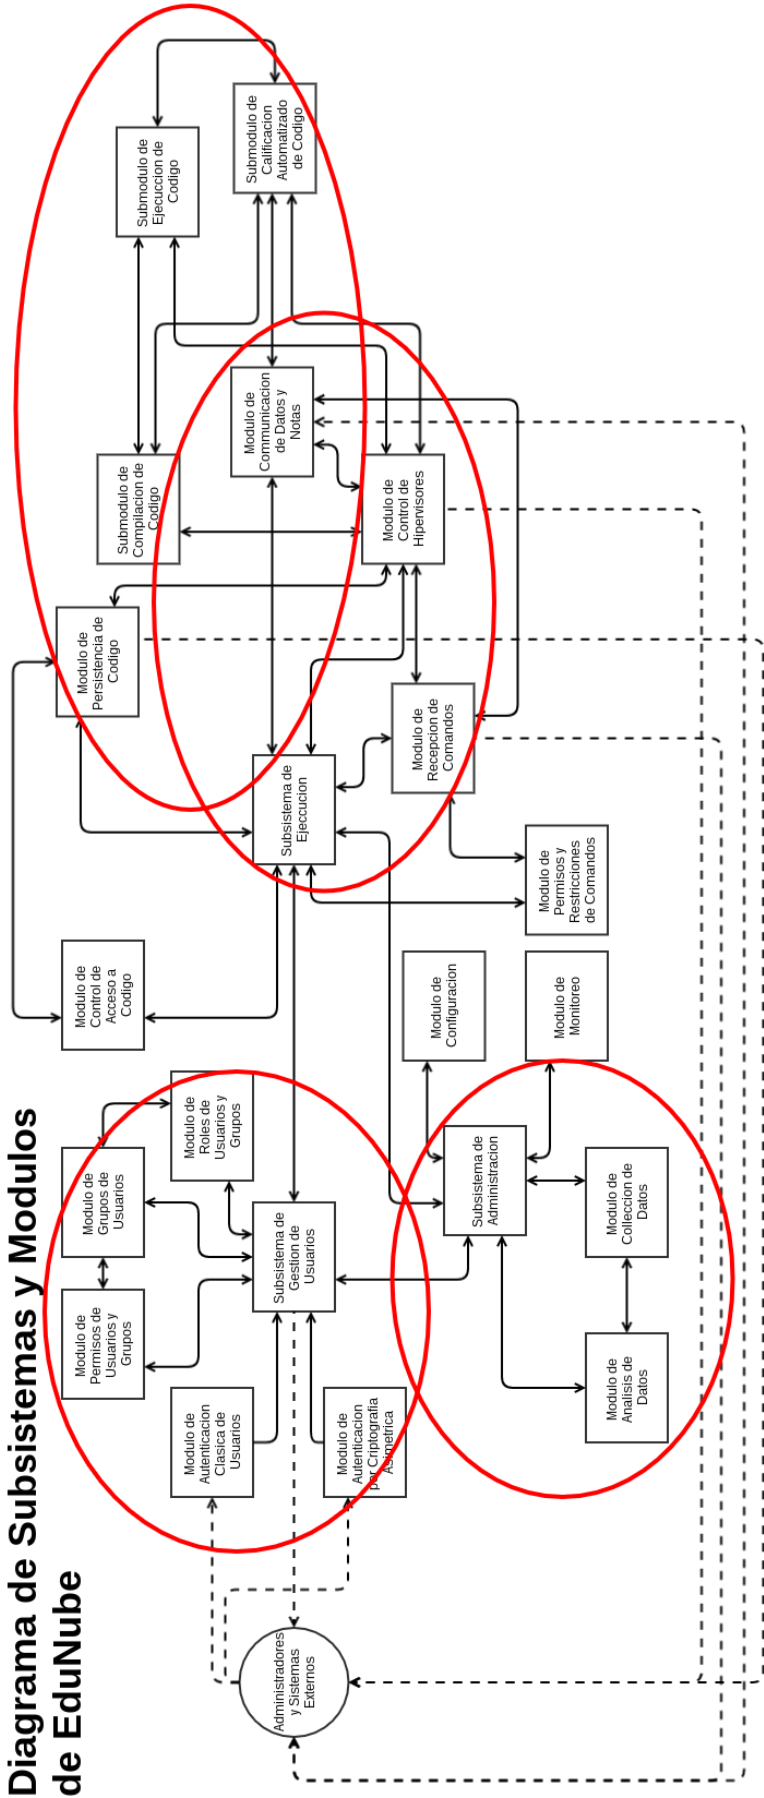 Diagrama de Subsistemas y Modulos
de EduNube
Administradores
y Sistemas
Externos
Modulo de
Autenticacion
Clasica de
Usuarios
Modulo de
Autenticacion
por Criptografia
Asimetrica
Modulo de
Permisos de
Usuarios y
Grupos
Modulo de
Grupos de
Usuarios
Modulo de
Roles de
Usuarios y
Grupos
Subsistema de
Gestion de
Usuarios
Modulo de
Analisis de
Datos
Modulo de
Colleccion de
Datos
Subsistema de
Administracion
Modulo de
Configuracion
Modulo de
Monitoreo
Modulo de
Control de
Acceso a
Codigo
Subsistema de
Ejeccucion
Modulo de
Permisos y
Restricciones
de Comandos
Modulo de
Recepcion de
Comandos
Modulo de
Persistencia de
Codigo
Submodulo de
Compilacion de
Codigo
Modulo de
Communicacion
de Datos y
Notas
Modulo de
Control de
Hipervisores
Submodulo de
Ejecuccion de
Codigo
Submodulo de
Calificacion
Automatizado
de Codigo